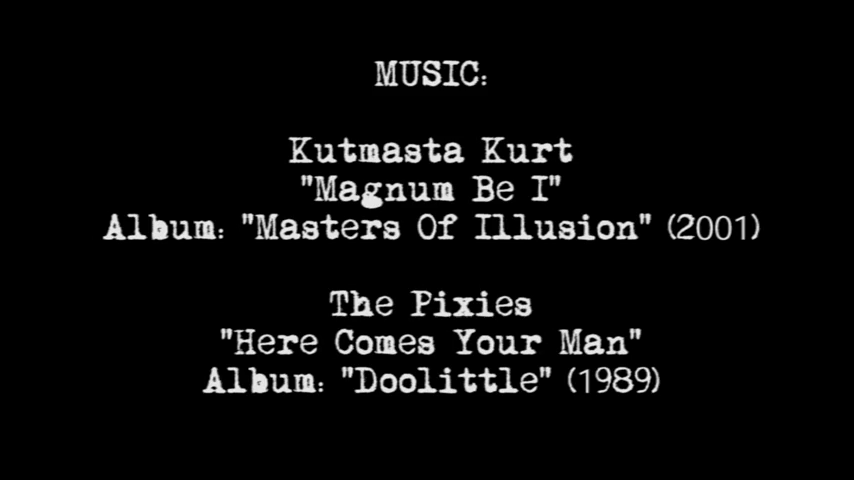 MUSIC:
Kutmasta Kurt
"Magnum Be I"
Album: "Masters Of Illusion" (2001)
The Pixies
"Here Comes Your Man"
Album: "Doolittle" (1989)